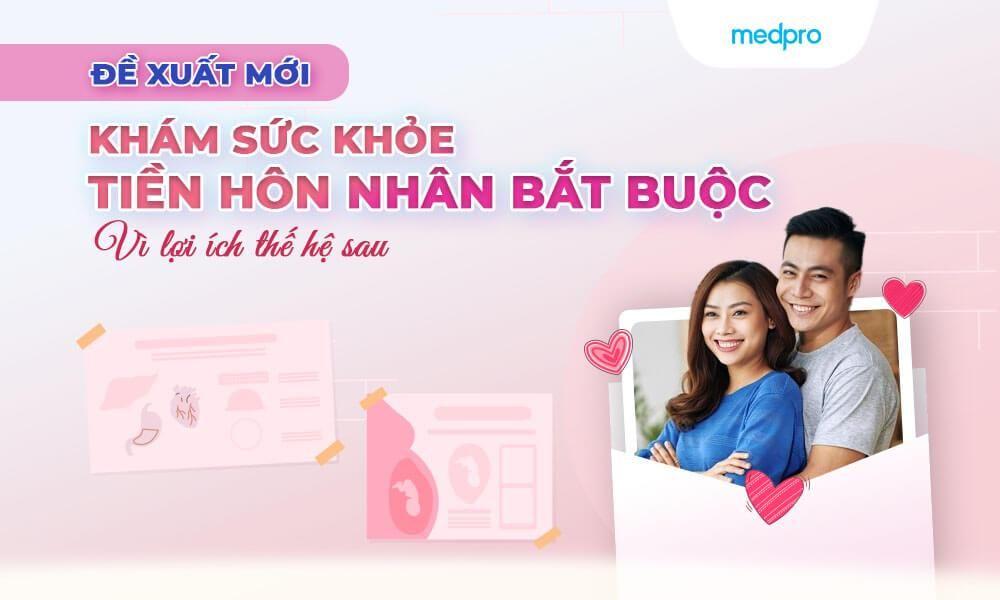 medpro
ĐỀ XUẤT MỚI
KHÁM SỨC KHỎE
TIỀN HÔN NHÂN BẮT BUỘC
Vì lợi ích thế hệ sau